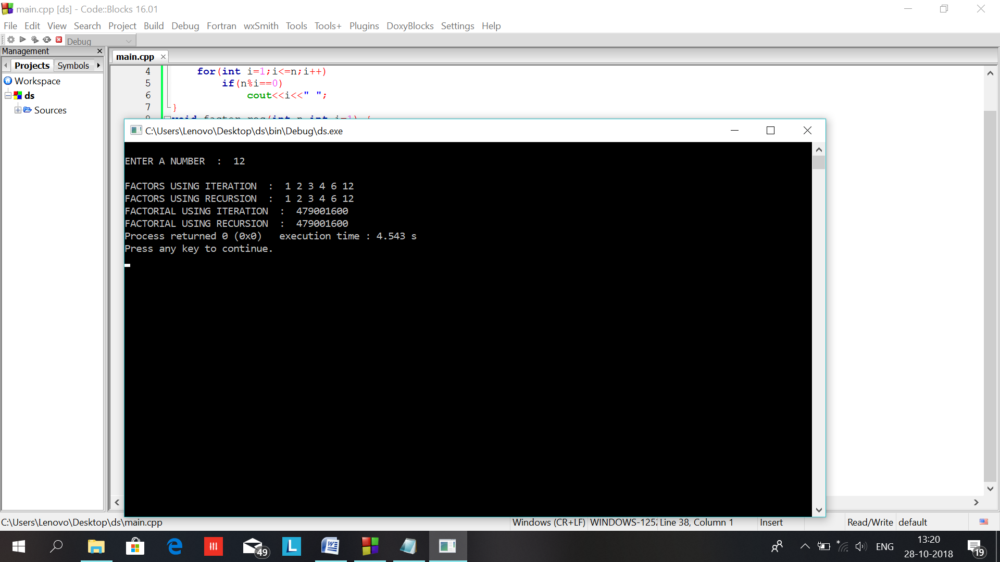 main.cpp [ds] - Code::Blocks 16.01
File Edit View Search Project Build Debug Fortran wxSmith Tools Tools+ Plugins DoxyBlocks Settings Help
Debug
Management
main.cpp
Projects Symbols
Workspace
ds
Sources
4 for(int i=1;i<=n;i++)
5 if(n%i==0)
6 cout<<i<<" ";
7 }
C:\Users\Lenovo\Desktop\ds\bin\Debug\ds.exe
ENTER A NUMBER : 12
FACTORS USING ITERATION : 1 2 3 4 6 12
FACTORS USING RECURSION : 1 2 3 4 6 12
FACTORIAL USING ITERATION : 479001600
FACTORIAL USING RECURSION : 479001600
Process returned 0 (0x0) execution time : 4.543 s
Press any key to continue.
C:\Users\Lenovo\Desktop\ds\main.cpp Windows (CR+LF) WINDOWS-125 Line 38, Column 1 Insert Read/Write default
49
L
W
ENG
13:20
28-10-2018
19